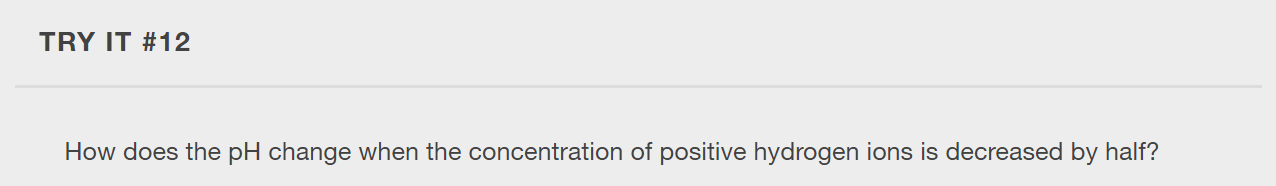 TRY IT #12
How does the pH change when the concentration of positive hydrogen ions is decreased by half?